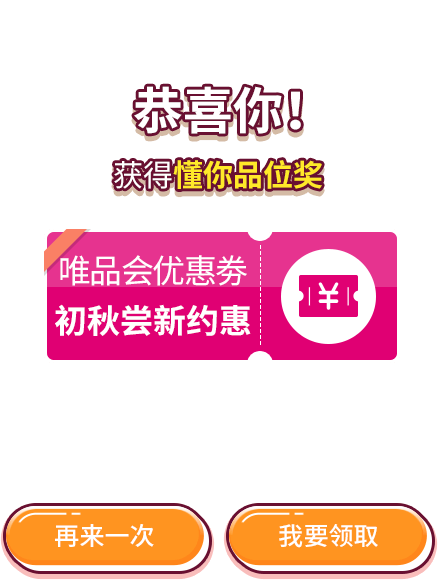 恭喜你！
获得懂你品位奖
唯品会优惠劵
初秋尝新约惠
¥
再来一次
我要领取